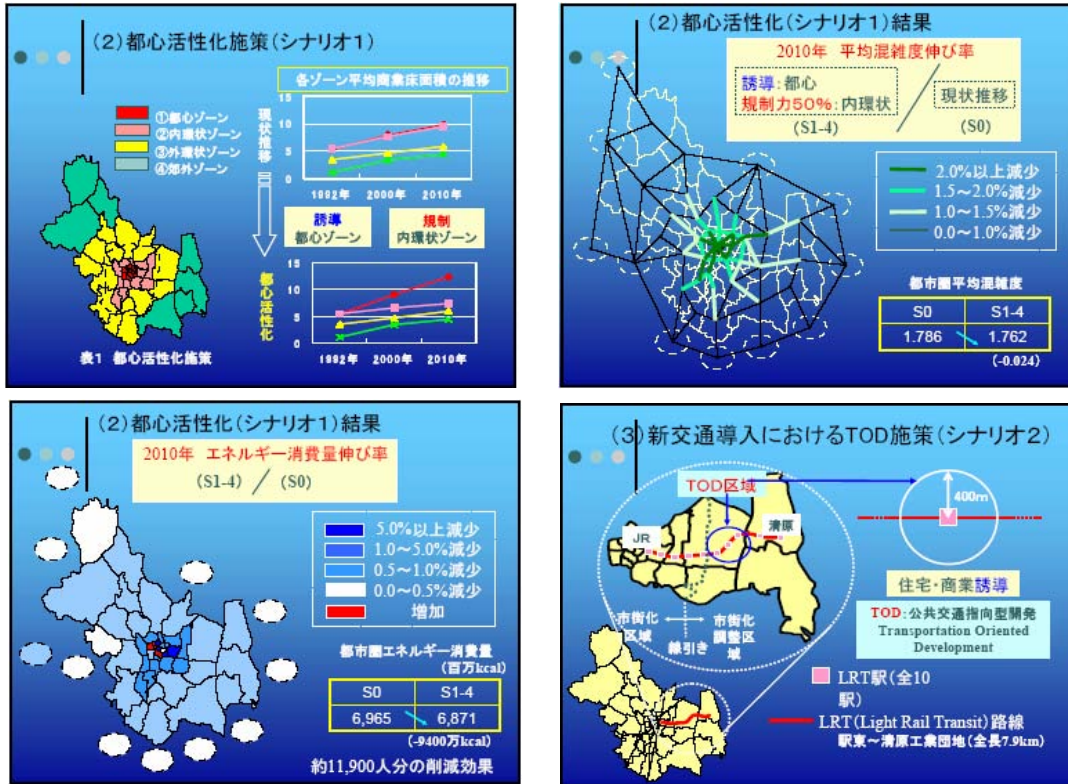 (2)都心活性化施策(シナリオ1)
各ゾーン平均商業床面積の推移
①都心ゾーン
②内環状ゾーン
③外環状ゾーン
④郊外ゾーン
現状推移
15
10
5
0
1992年 2000年 2010年
誘導
都心ゾーン
規制
内環状ゾーン
都心活性化
15
10
5
0
1992年 2000年 2010年
表1 都心活性化施策
(2)都心活性化(シナリオ1)結果
2010年 平均混雑度伸び率
誘導:都心
規制力50%:内環状
(S1-4)
現状推移
(S0)
2.0%以上減少
1.5~2.0%減少
1.0~1.5%減少
0.0~1.0%減少
都市圏平均混雑度
S0 S1-4
1.786 1.762
(-0.024)
(2)都心活性化(シナリオ1)結果
2010年 エネルギー消費量伸び率
(S1-4) / (S0)
5.0%以上減少
1.0~5.0%減少
0.5~1.0%減少
0.0~0.5%減少
増加
都市圏エネルギー消費量
(百万kcal)
S0 S1-4
6,965 6,871
(-9400万kcal)
約11,900人分の削減効果
(3)新交通導入におけるTOD施策(シナリオ2)
TOD区域
400m
JR
清原
住宅・商業誘導
市街化
区域
市街化
調整区
域
線引き
TOD:公共交通指向型開発
Transportation Oriented
Development
LRT駅(全10
駅)
LRT(Light Rail Transit)路線
駅東~清原工業団地(全長7.9km)